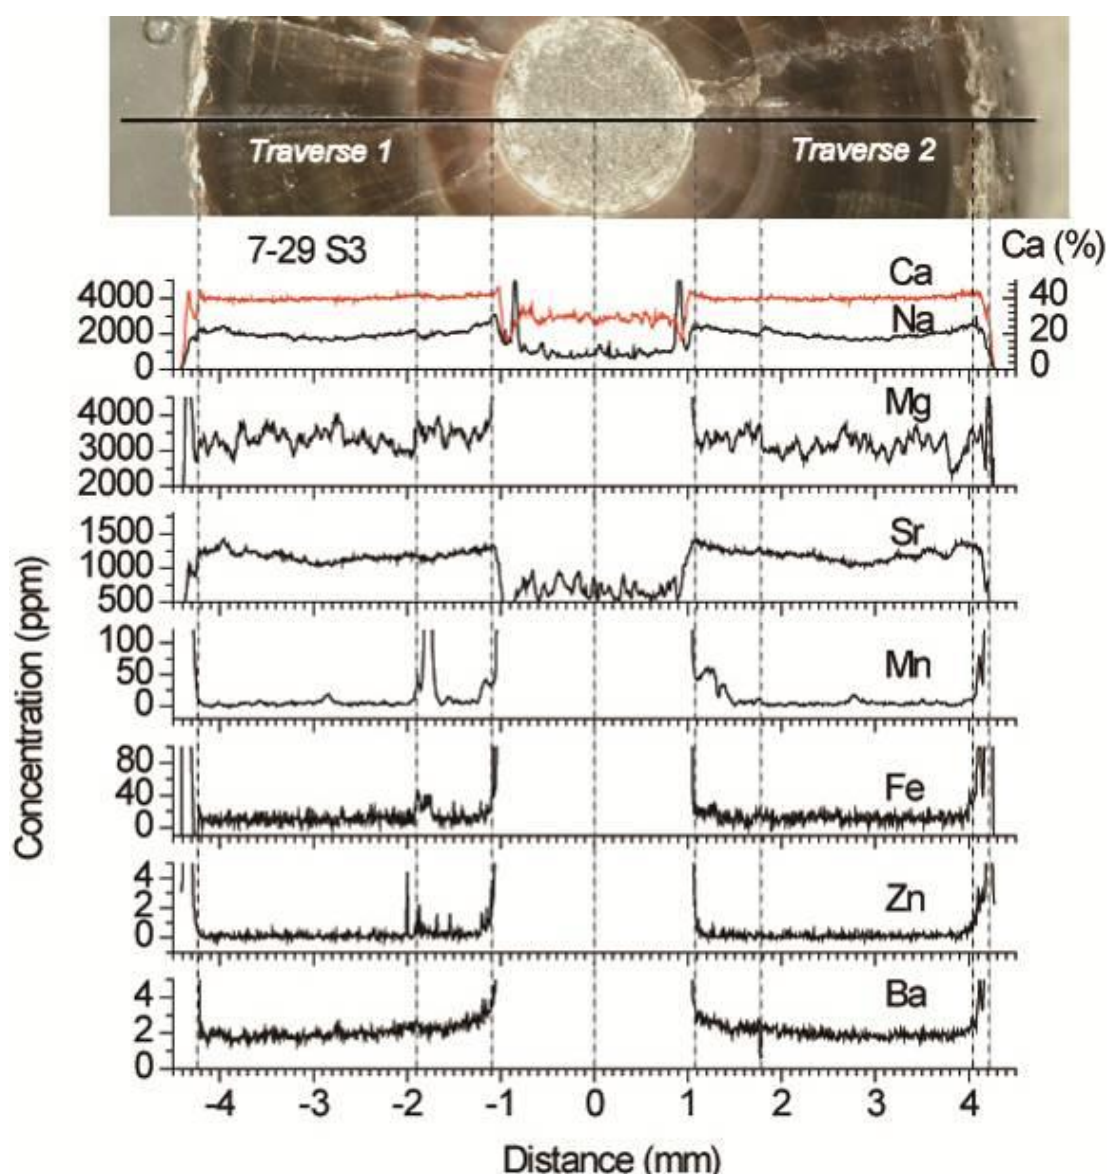 Traverse 1
Traverse 2
7-29 S3
Ca (%)
4000
2000
0
Ca
Na
40
20
0
4000
3000
2000
Mg
1500
1000
500
Sr
100
50
0
Mn
80
40
0
Fe
4
2
0
Zn
4
2
0
Ba
Concentration (ppm)
-4 -3 -2 -1 0 1 2 3 4
Distance (mm)